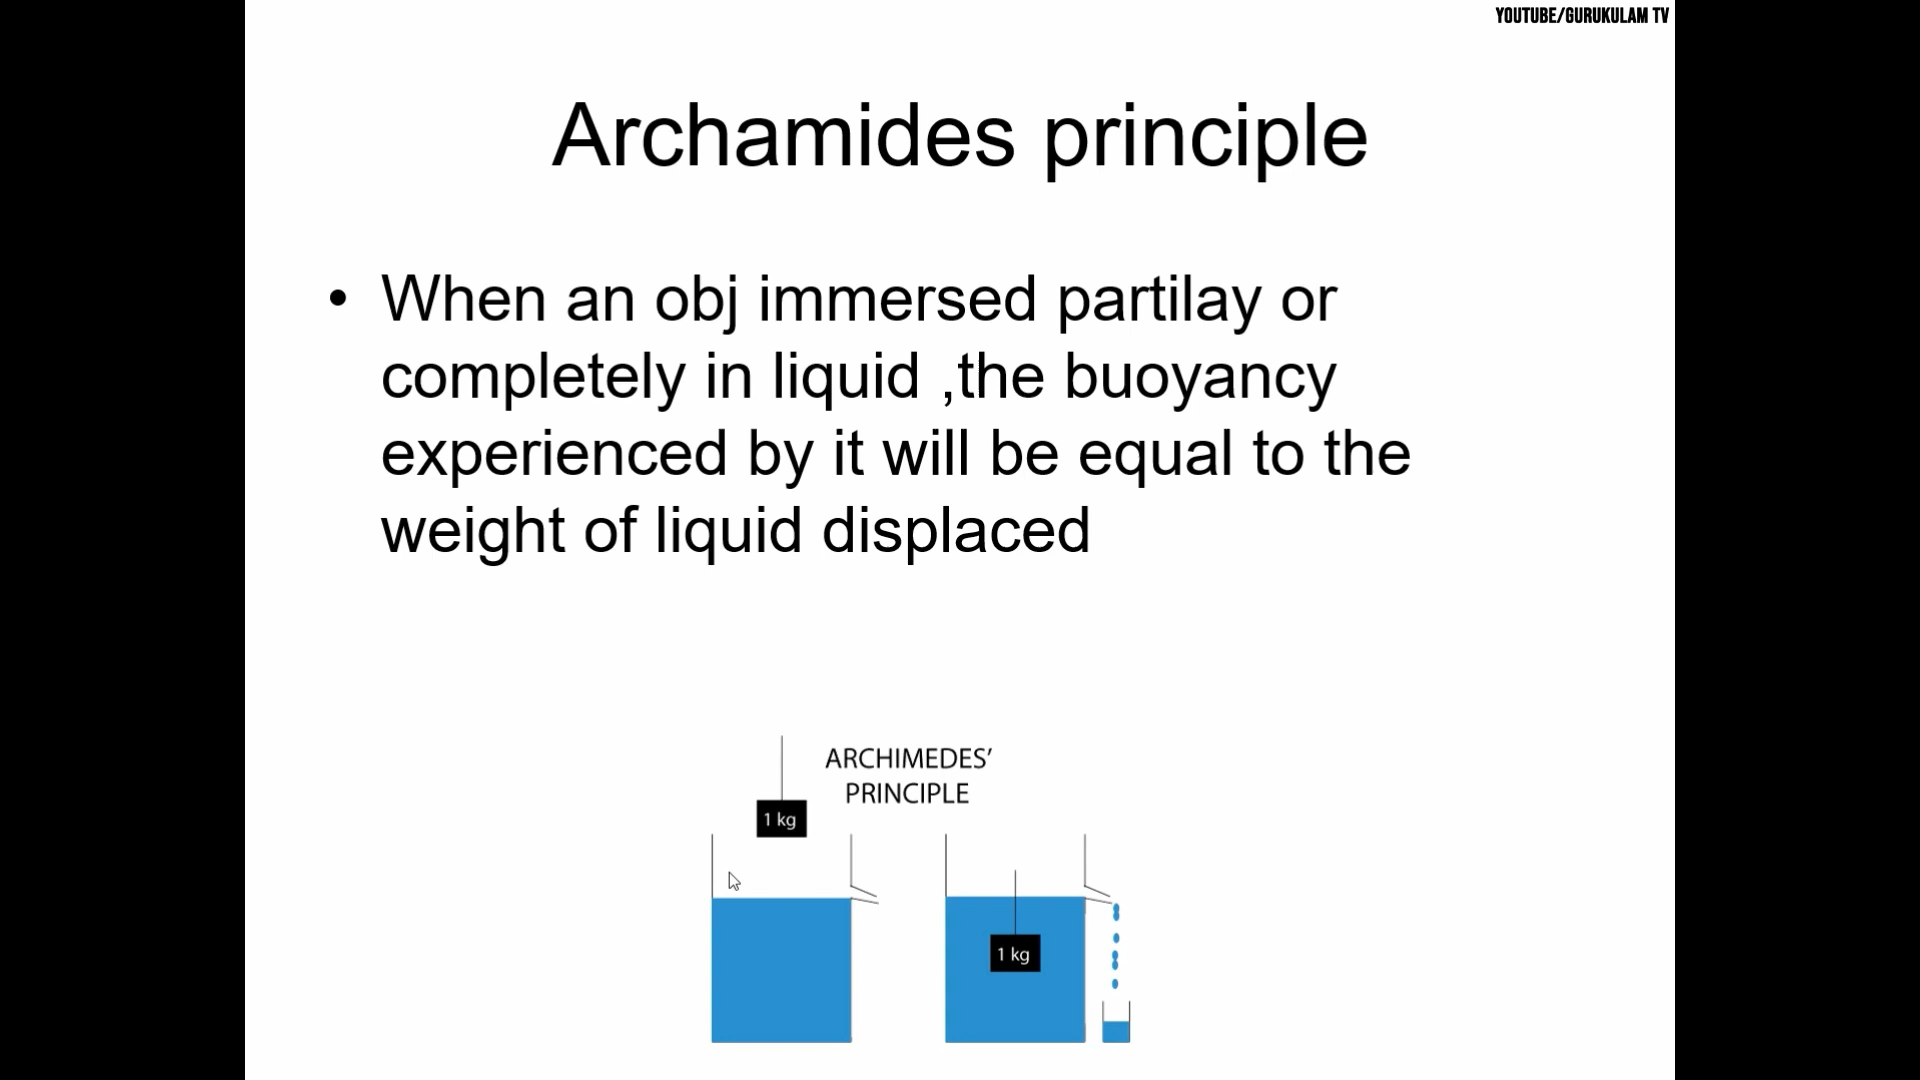 YOUTUBE/GURUKULAM TV
Archamides principle
• When an obj immersed partilay or
completely in liquid ,the buoyancy
experienced by it will be equal to the
weight of liquid displaced
ARCHIMEDES’
PRINCIPLE
1 kg
1 kg